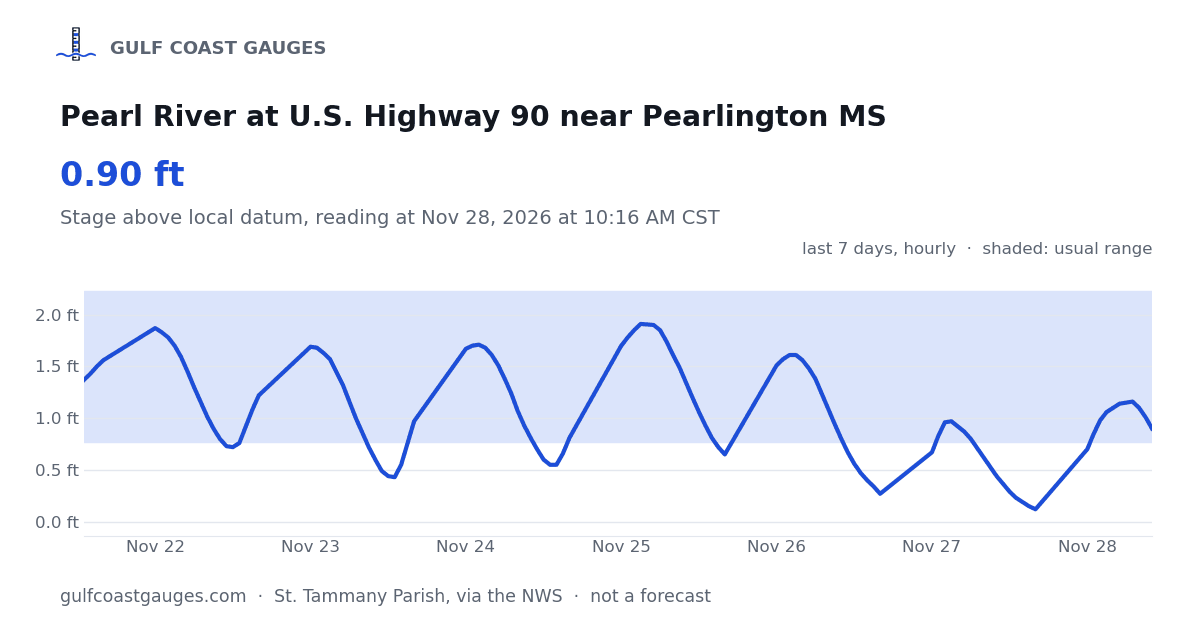 GULF COAST GAUGES
Pearl River at U.S. Highway 90 near Pearlington MS
0.90 ft
Stage above local datum, reading at Nov 28, 2026 at 10:16 AM CST
last 7 days, hourly · shaded: usual range
2.0 ft
1.5 ft
1.0 ft
0.5 ft
0.0 ft
Nov 22 Nov 23 Nov 24 Nov 25 Nov 26 Nov 27 Nov 28
gulfcoastgauges.com · St. Tammany Parish, via the NWS · not a forecast